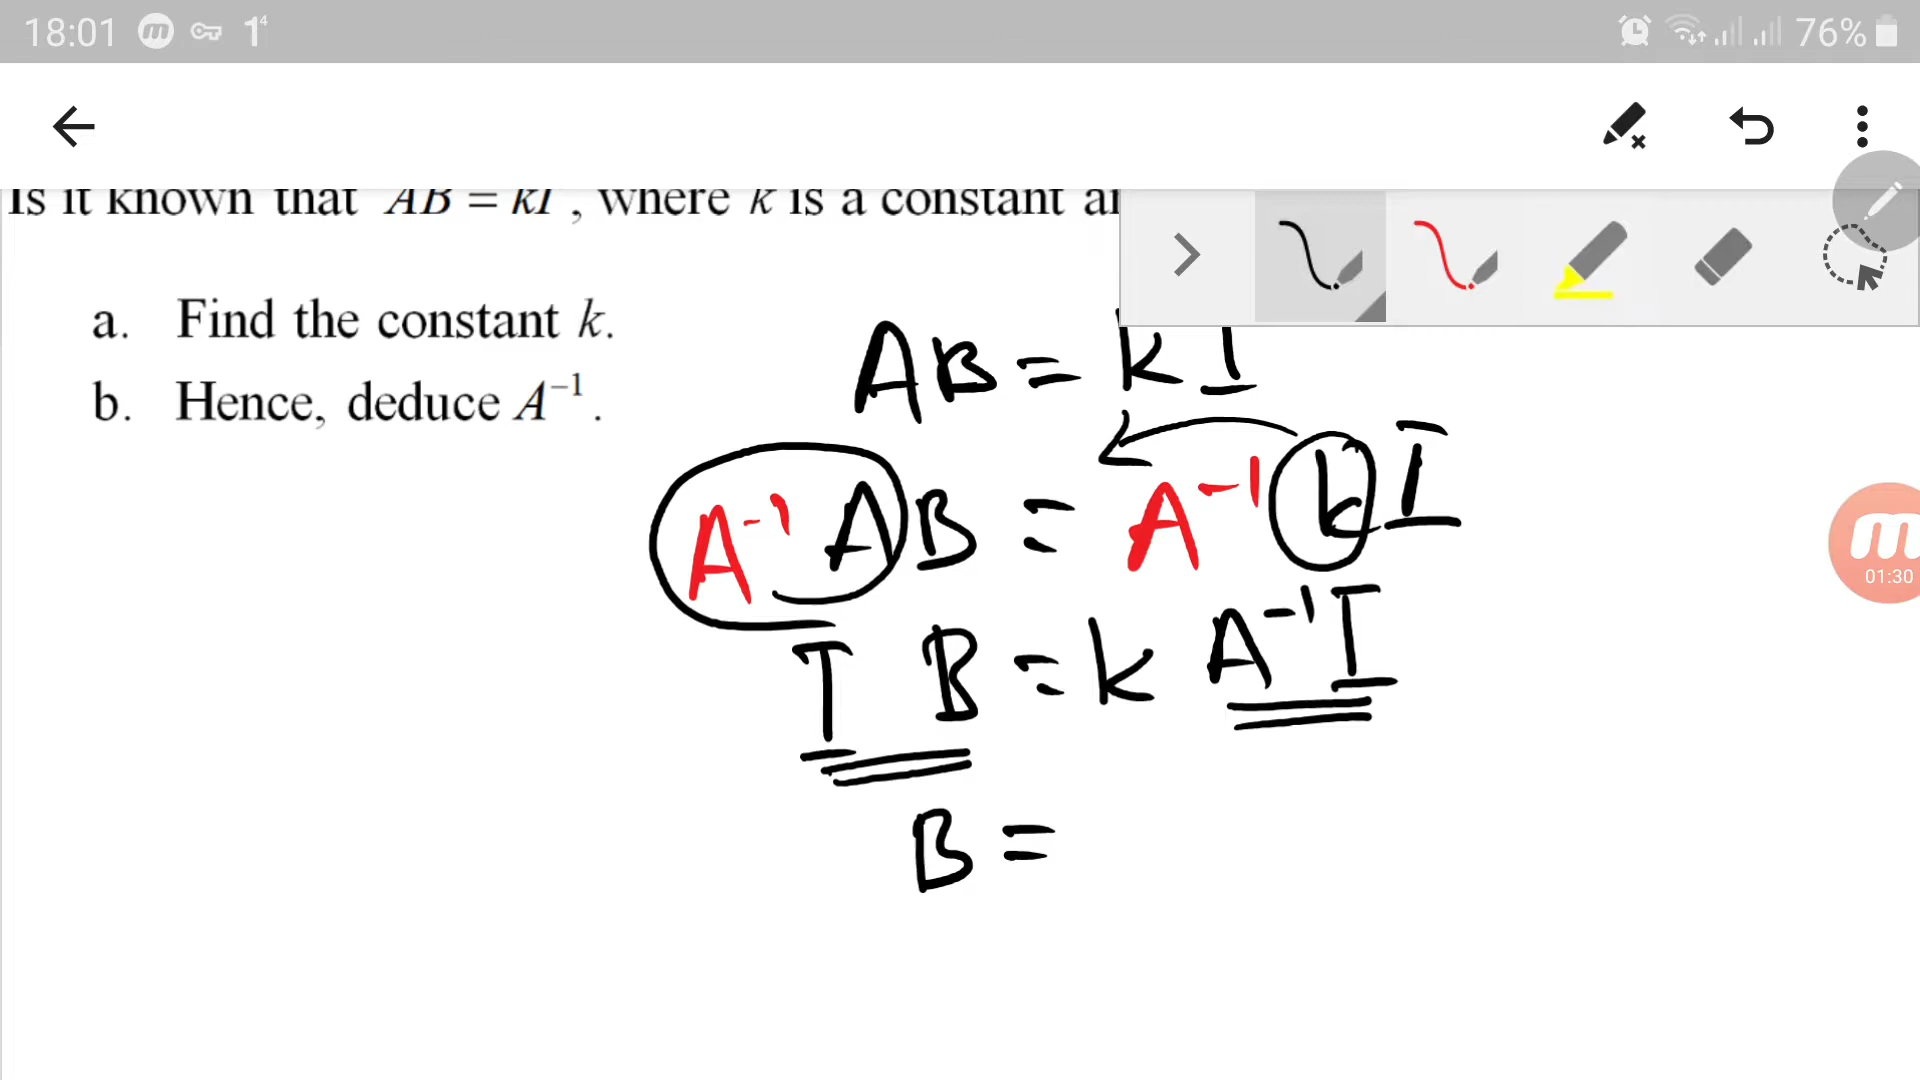 18:01 1⁴ 76%
Is it known that AB = kI , where k is a constant
a. Find the constant k.
b. Hence, deduce A⁻¹.
AB = kI
A⁻¹ AB = A⁻¹ kI
I B = k A⁻¹ I
B =
m
01:30